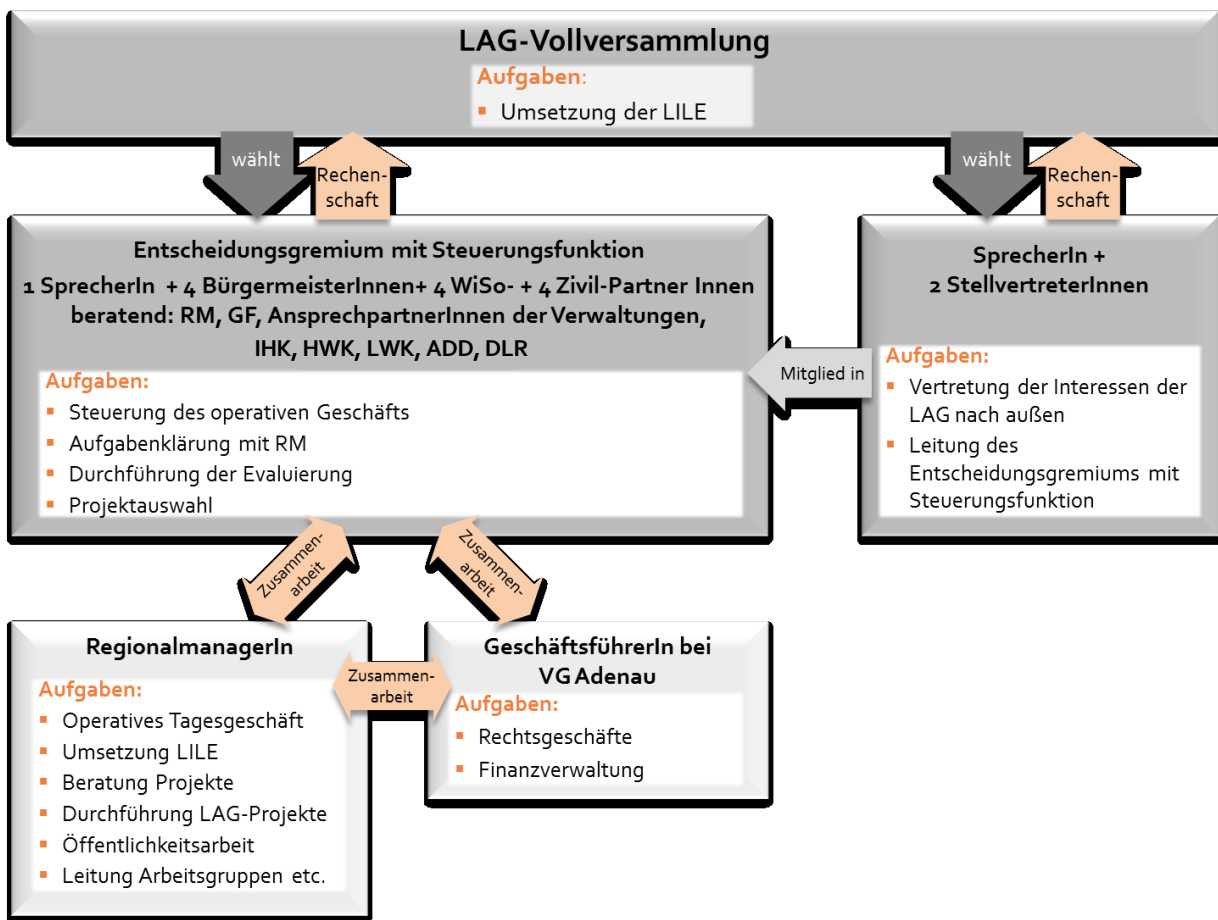 LAG-Vollversammlung
Aufgaben:
▪ Umsetzung der LILE
wählt
Rechen-
schaft
wählt
Rechen-
schaft
Entscheidungsgremium mit Steuerungsfunktion
1 SprecherIn + 4 BürgermeisterInnen+ 4 WiSo- + 4 Zivil-Partner Innen
beratend: RM, GF, AnsprechpartnerInnen der Verwaltungen,
IHK, HWK, LWK, ADD, DLR
Aufgaben:
▪ Steuerung des operativen Geschäfts
▪ Aufgabenklärung mit RM
▪ Durchführung der Evaluierung
▪ Projektauswahl
Mitglied in
SprecherIn +
2 StellvertreterInnen
Aufgaben:
▪ Vertretung der Interessen der
LAG nach außen
▪ Leitung des
Entscheidungsgremiums mit
Steuerungsfunktion
Zusammen-
arbeit
Zusammen-
arbeit
RegionalmanagerIn
Aufgaben:
▪ Operatives Tagesgeschäft
▪ Umsetzung LILE
▪ Beratung Projekte
▪ Durchführung LAG-Projekte
▪ Öffentlichkeitsarbeit
▪ Leitung Arbeitsgruppen etc.
Zusammen-
arbeit
GeschäftsführerIn bei
VG Adenau
Aufgaben:
▪ Rechtsgeschäfte
▪ Finanzverwaltung